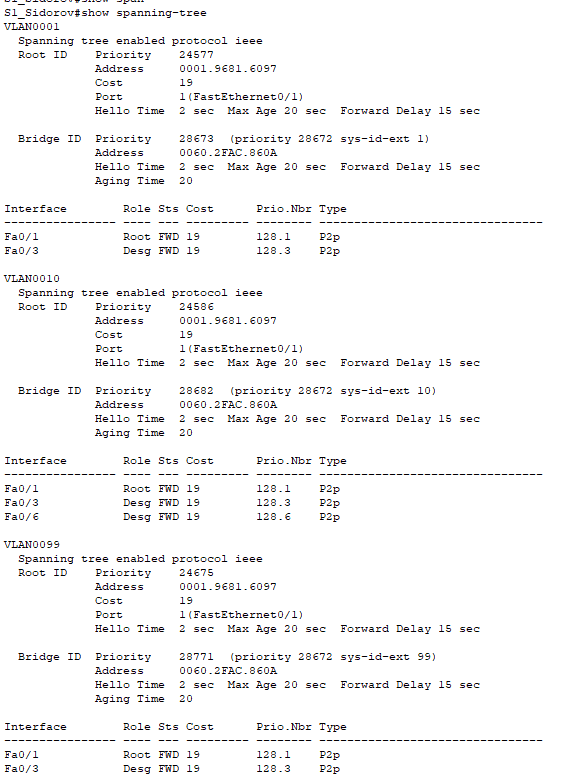 S1_Sidorov#show span
S1_Sidorov#show spanning-tree
VLAN0001
  Spanning tree enabled protocol ieee
  Root ID    Priority    24577
             Address     0001.9681.6097
             Cost        19
             Port        1(FastEthernet0/1)
             Hello Time  2 sec  Max Age 20 sec  Forward Delay 15 sec

  Bridge ID  Priority    28673  (priority 28672 sys-id-ext 1)
             Address     0060.2FAC.860A
             Hello Time  2 sec  Max Age 20 sec  Forward Delay 15 sec
             Aging Time  20

Interface        Role Sts Cost      Prio.Nbr Type
---------------- ---- --- --------- -------- --------------------------------
Fa0/1            Root FWD 19        128.1    P2p
Fa0/3            Desg FWD 19        128.3    P2p

VLAN0010
  Spanning tree enabled protocol ieee
  Root ID    Priority    24586
             Address     0001.9681.6097
             Cost        19
             Port        1(FastEthernet0/1)
             Hello Time  2 sec  Max Age 20 sec  Forward Delay 15 sec

  Bridge ID  Priority    28682  (priority 28672 sys-id-ext 10)
             Address     0060.2FAC.860A
             Hello Time  2 sec  Max Age 20 sec  Forward Delay 15 sec
             Aging Time  20

Interface        Role Sts Cost      Prio.Nbr Type
---------------- ---- --- --------- -------- --------------------------------
Fa0/1            Root FWD 19        128.1    P2p
Fa0/3            Desg FWD 19        128.3    P2p
Fa0/6            Desg FWD 19        128.6    P2p

VLAN0099
  Spanning tree enabled protocol ieee
  Root ID    Priority    24675
             Address     0001.9681.6097
             Cost        19
             Port        1(FastEthernet0/1)
             Hello Time  2 sec  Max Age 20 sec  Forward Delay 15 sec

  Bridge ID  Priority    28771  (priority 28672 sys-id-ext 99)
             Address     0060.2FAC.860A
             Hello Time  2 sec  Max Age 20 sec  Forward Delay 15 sec
             Aging Time  20

Interface        Role Sts Cost      Prio.Nbr Type
---------------- ---- --- --------- -------- --------------------------------
Fa0/1            Root FWD 19        128.1    P2p
Fa0/3            Desg FWD 19        128.3    P2p